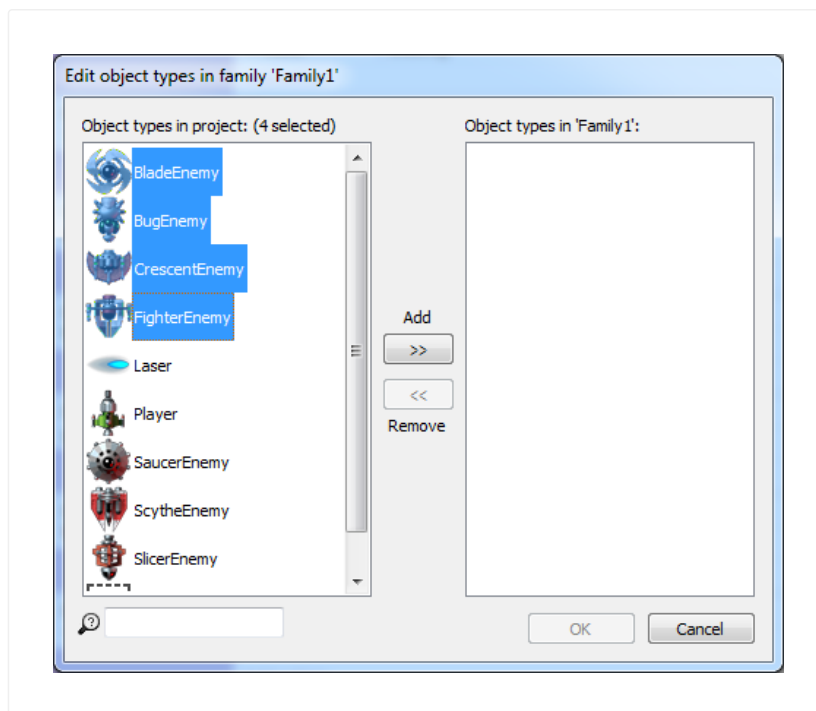 Edit object types in family 'Family1'
Object types in project: (4 selected)
Object types in 'Family1':
BladeEnemy
BugEnemy
CrescentEnemy
FighterEnemy
Laser
Player
SaucerEnemy
ScytheEnemy
SlicerEnemy
Add
>>
<<
Remove
?
OK
Cancel